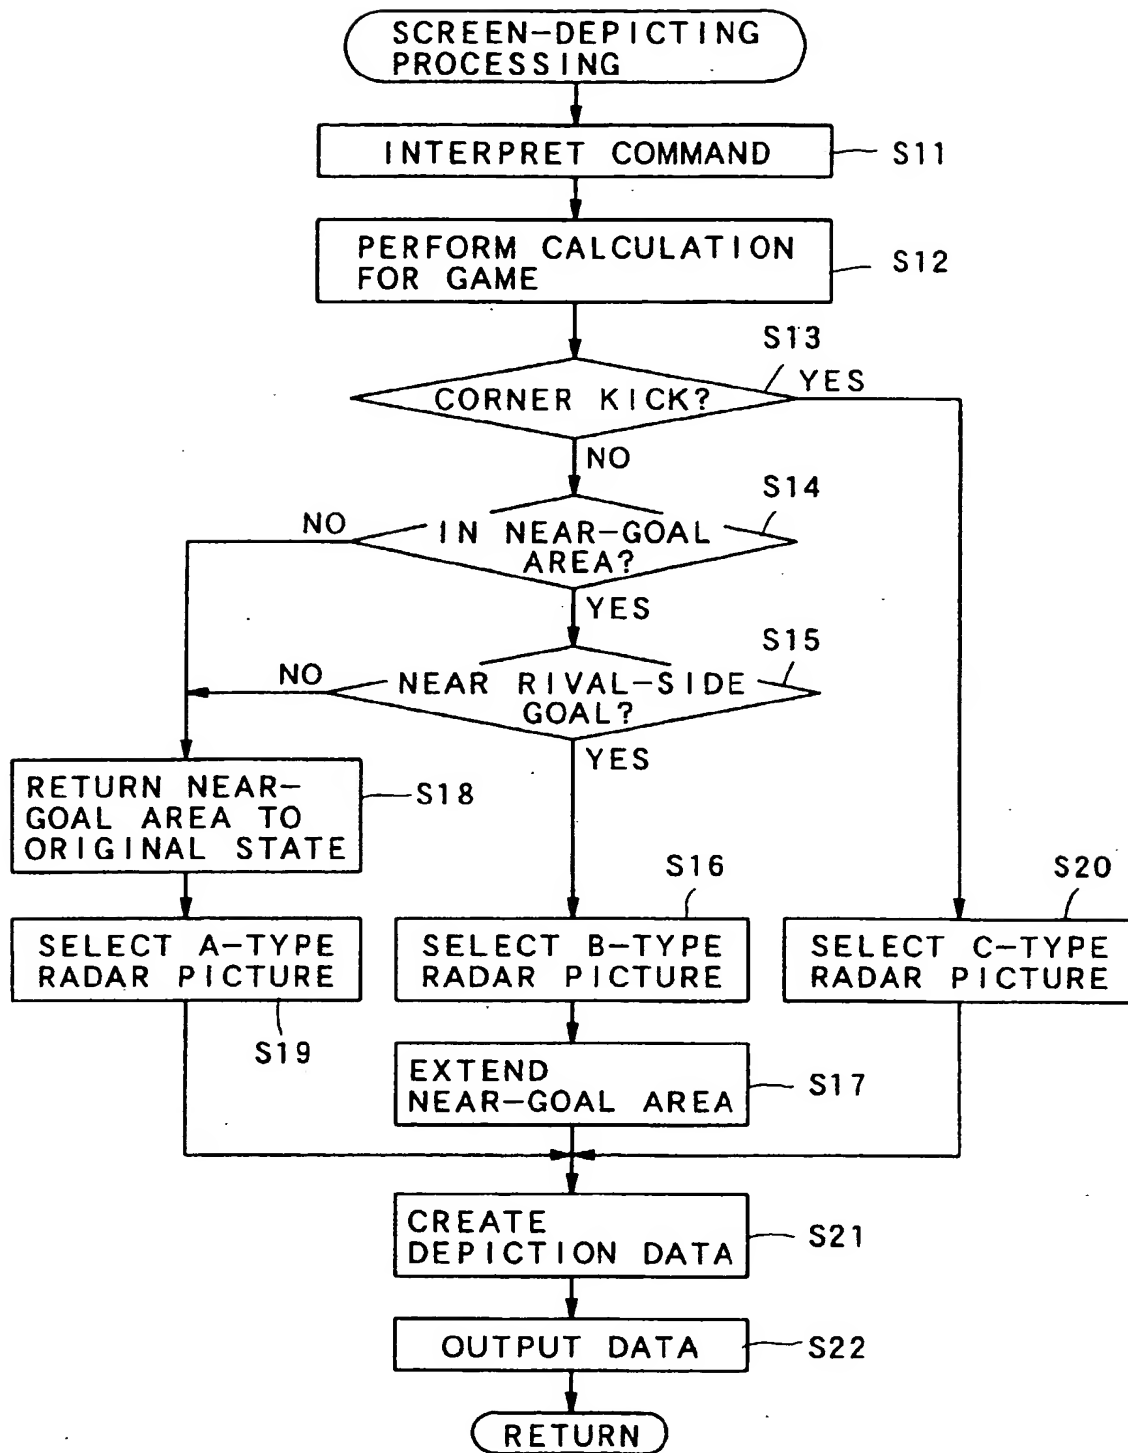 SCREEN-DEPICTING
PROCESSING
INTERPRET COMMAND
S11
PERFORM CALCULATION
FOR GAME
S12
S13
CORNER KICK?
YES
NO
S14
NO
IN NEAR-GOAL
AREA?
YES
S15
NO
NEAR RIVAL-SIDE
GOAL?
YES
RETURN NEAR-
GOAL AREA TO
ORIGINAL STATE
S18
S16
S20
SELECT A-TYPE
RADAR PICTURE
S19
SELECT B-TYPE
RADAR PICTURE
SELECT C-TYPE
RADAR PICTURE
EXTEND
NEAR-GOAL AREA
S17
CREATE
DEPICTION DATA
S21
OUTPUT DATA
S22
RETURN